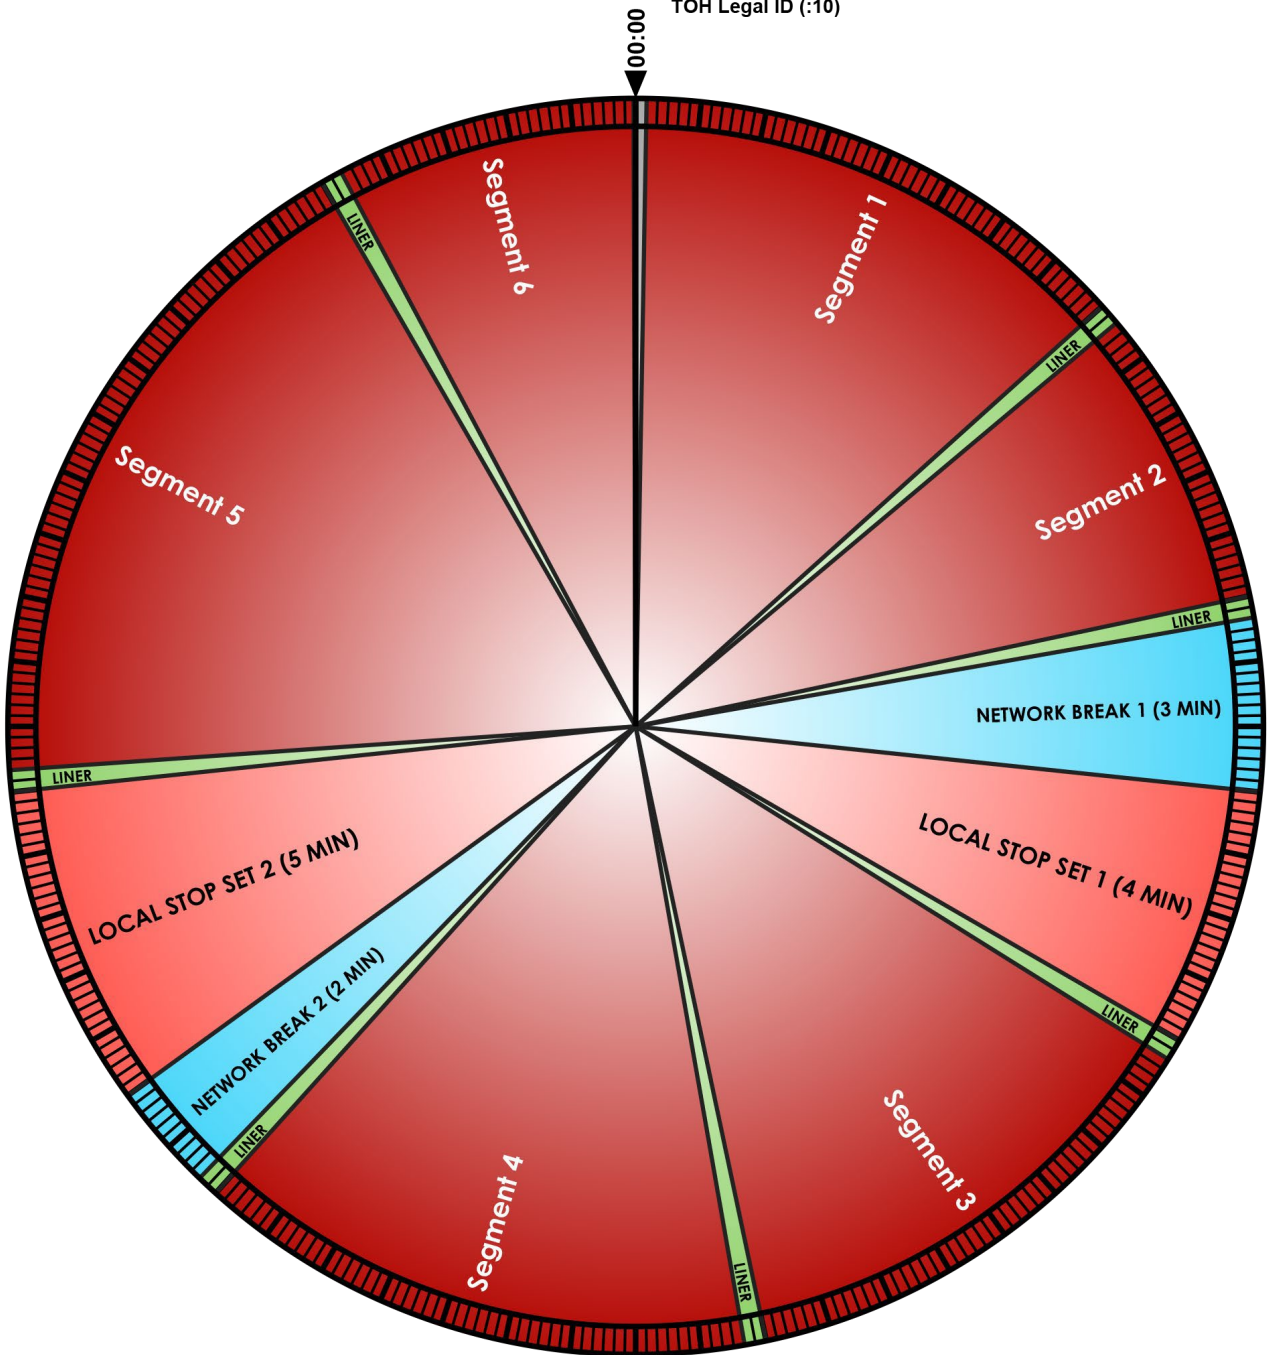 TOH Legal ID (:10)
00:00
Segment 1
LINER
Segment 2
LINER
NETWORK BREAK 1 (3 MIN)
LOCAL STOP SET 1 (4 MIN)
LINER
Segment 3
LINER
Segment 4
LINER
NETWORK BREAK 2 (2 MIN)
LOCAL STOP SET 2 (5 MIN)
LINER
Segment 5
LINER
Segment 6